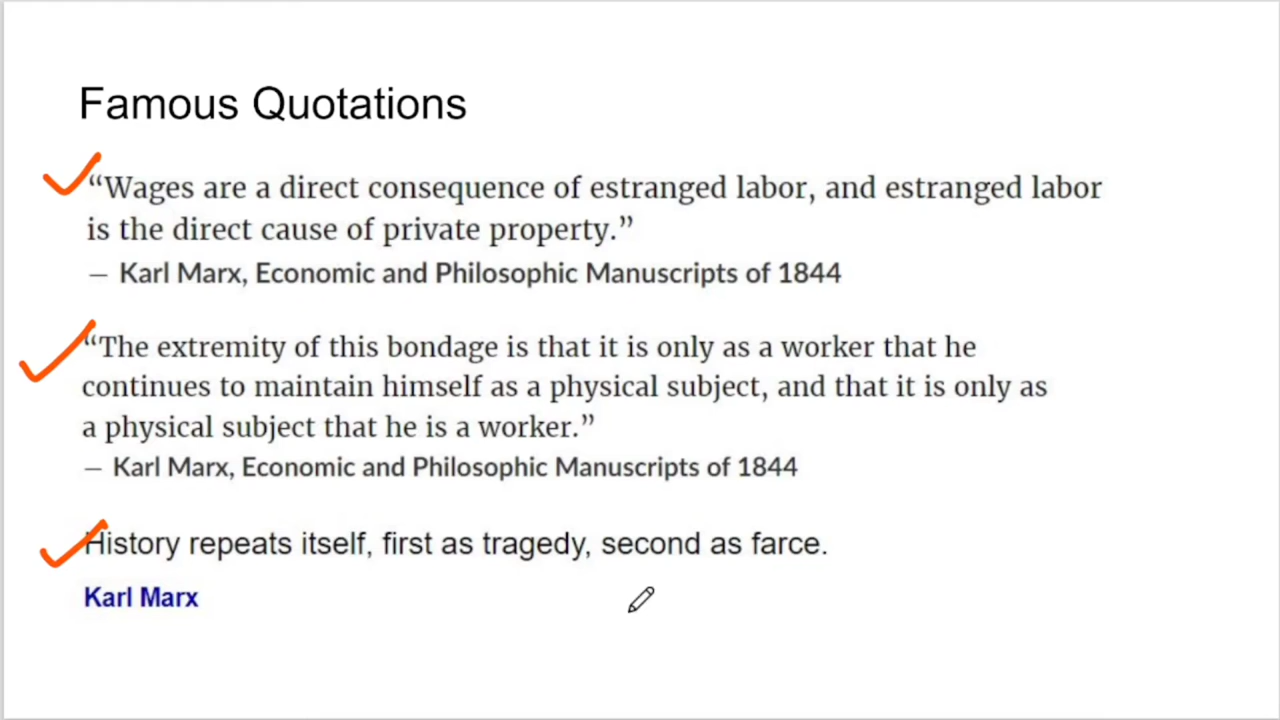 Famous Quotations
“Wages are a direct consequence of estranged labor, and estranged labor
is the direct cause of private property.”
― Karl Marx, Economic and Philosophic Manuscripts of 1844
“The extremity of this bondage is that it is only as a worker that he
continues to maintain himself as a physical subject, and that it is only as
a physical subject that he is a worker.”
― Karl Marx, Economic and Philosophic Manuscripts of 1844
History repeats itself, first as tragedy, second as farce.
Karl Marx